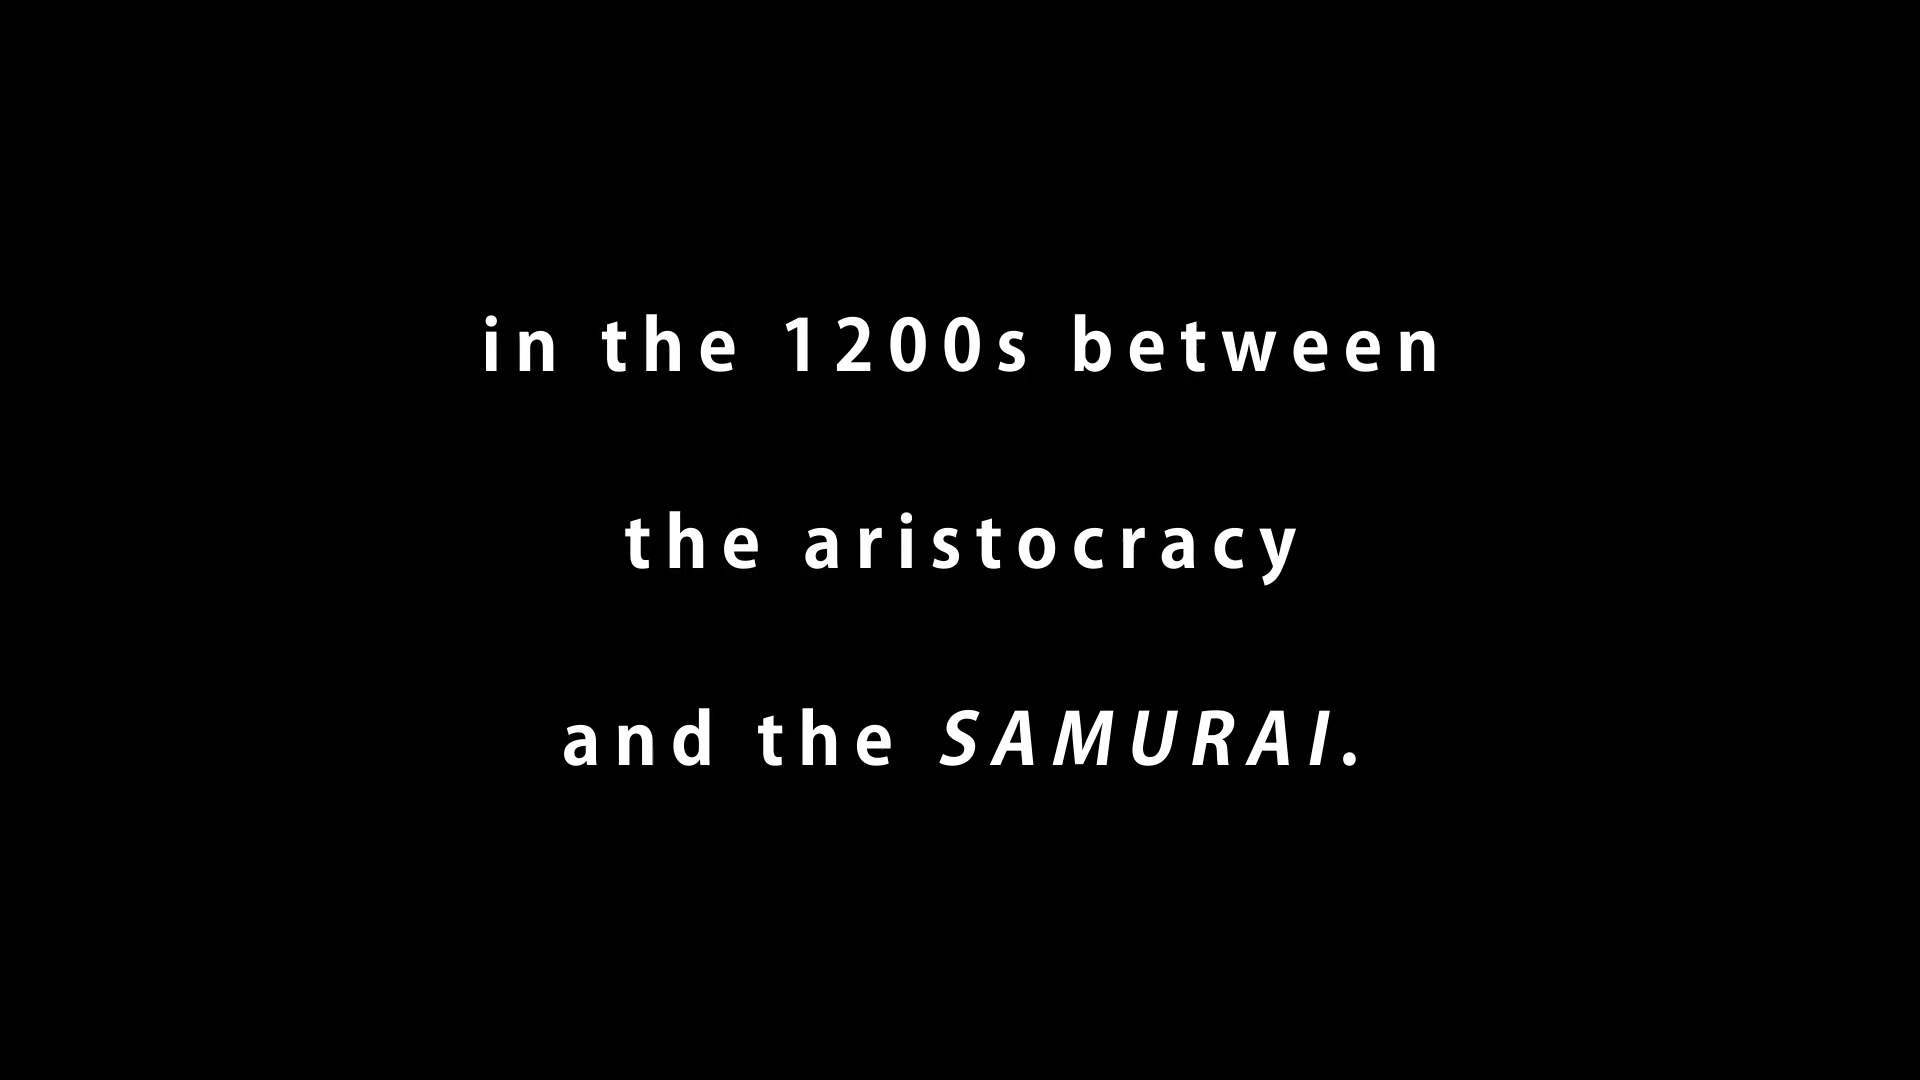 in the 1200s between
the aristocracy
and the SAMURAI.